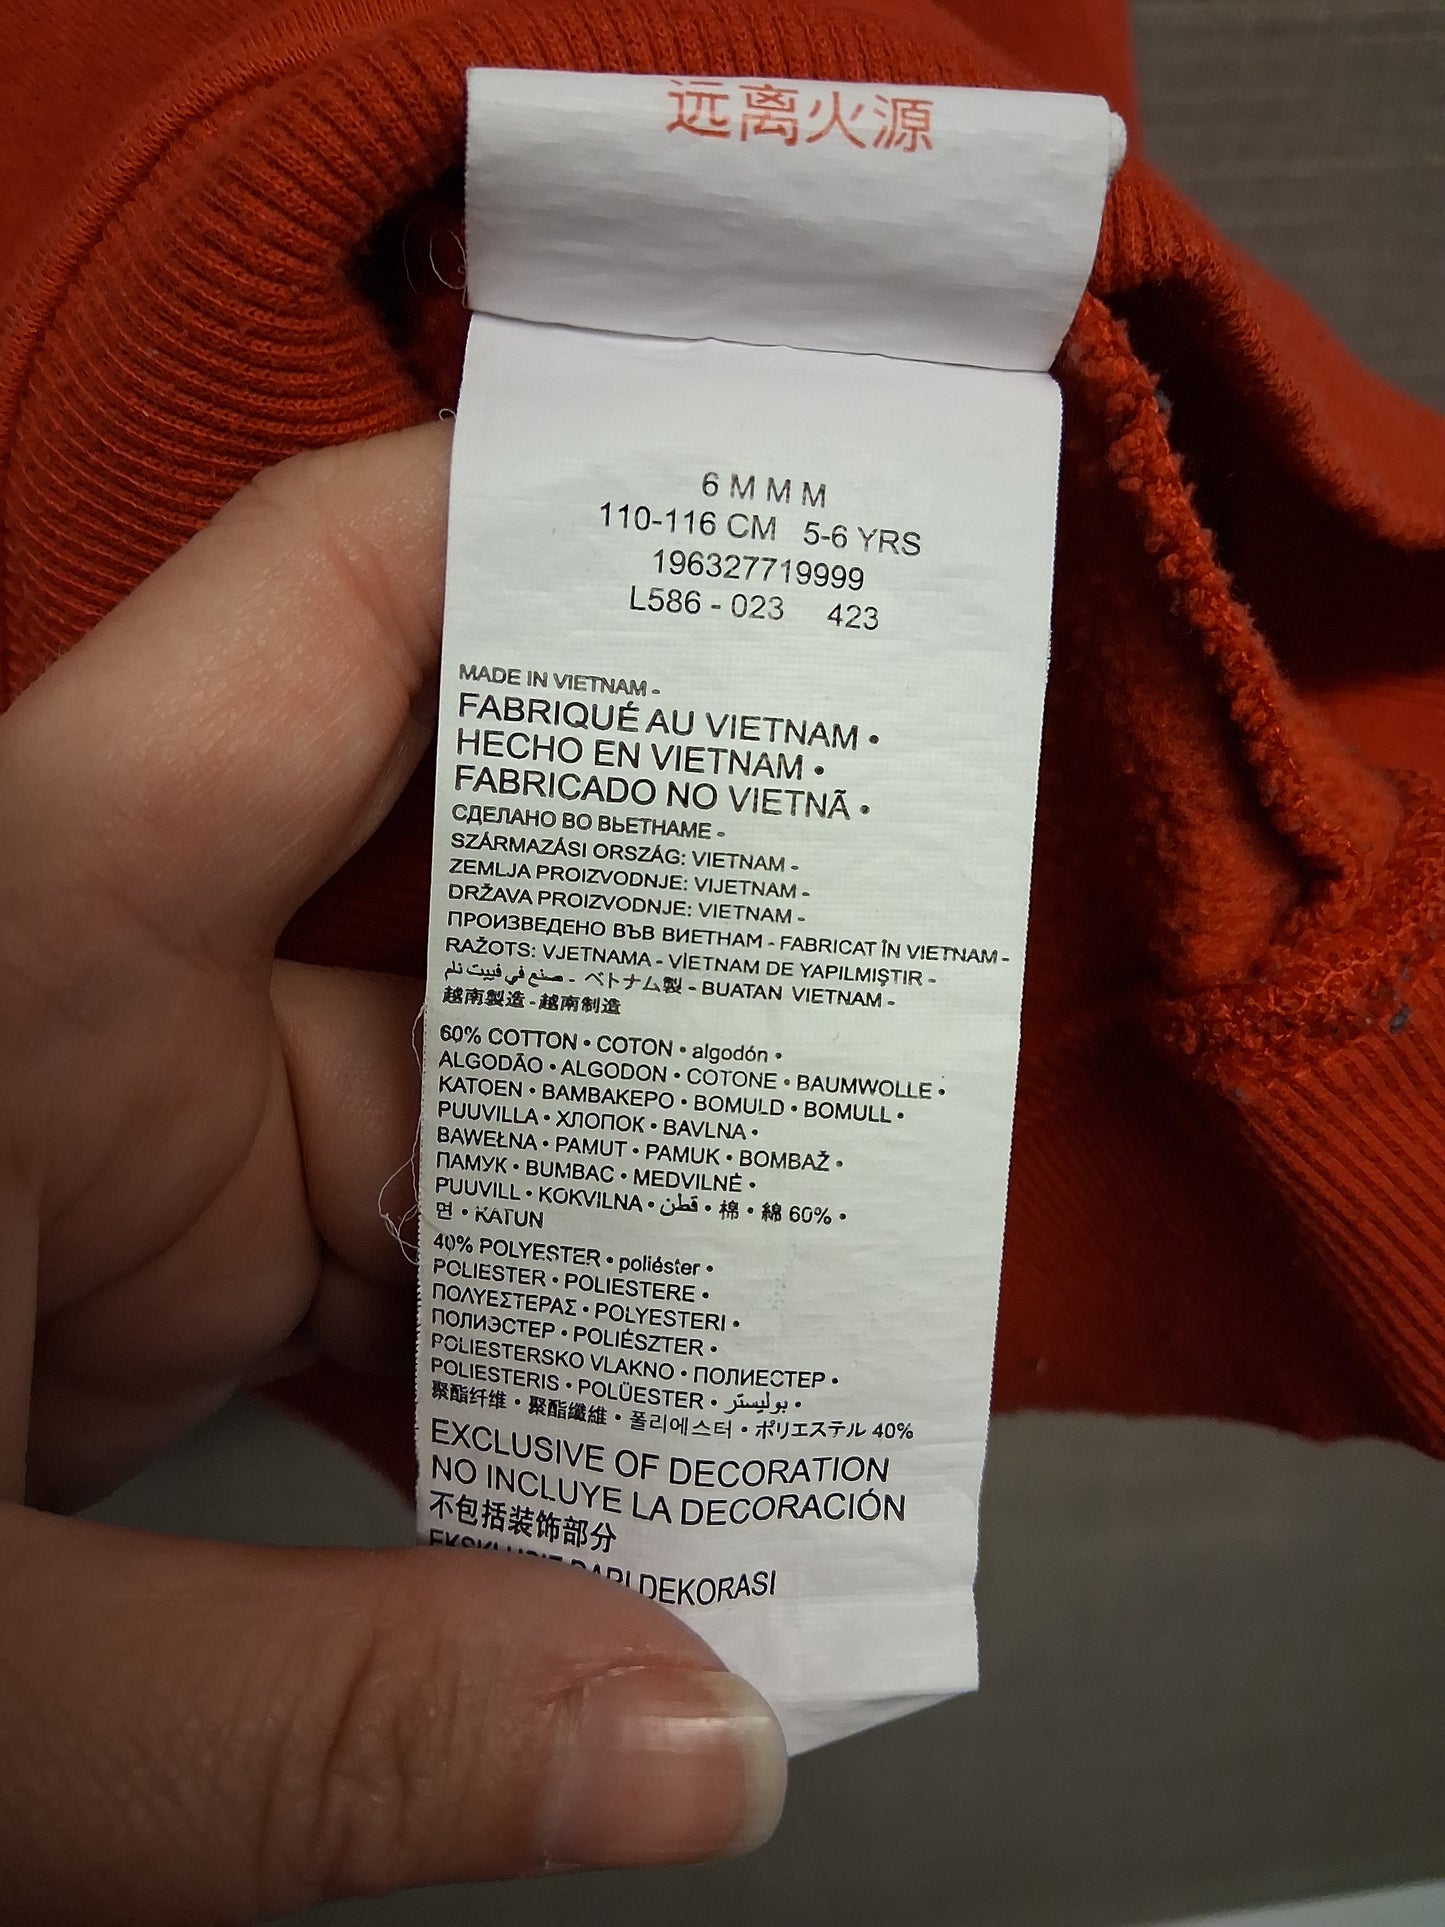 远离火源
6 M M M
110-116 CM 5-6 YRS
196327719999
L586 - 023 423
MADE IN VIETNAM -
FABRIQUÉ AU VIETNAM •
HECHO EN VIETNAM •
FABRICADO NO VIETNÃ •
СДЕЛАНО ВО ВЬЕТНАМЕ -
SZÁRMAZÁSI ORSZÁG: VIETNAM -
ZEMLJA PROIZVODNJE: VIJETNAM -
DRŽAVA PROIZVODNJE: VIETNAM -
ПРОИЗВЕДЕНО ВЪВ ВИЕТНАМ - FABRICAT ÎN VIETNAM -
RAŽOTS: VJETNAMA - VİETNAM DE YAPILMIŞTIR -
صنع في فييت نام - ベトナム製 - BUATAN VIETNAM -
越南製造 - 越南制造
60% COTTON • COTON • algodón •
ALGODÃO • ALGODON • COTONE • BAUMWOLLE •
KATOEN • ΒΑΜΒΑΚΕΡΟ • BOMULD • BOMULL •
PUUVILLA • ХЛОПОК • BAVLNA •
BAWEŁNA • PAMUT • PAMUK • BOMBAŽ •
ПАМУК • BUMBAC • MEDVILNĖ •
PUUVILL • KOKVILNA • قطن • 棉 • 綿 60% •
면 • KATUN
40% POLYESTER • poliéster •
POLIESTER • POLIESTERE •
ΠΟΛΥΕΣΤΕΡΑΣ • POLYESTERI •
ПОЛИЭСТЕР • POLIÉSZTER •
POLIESTERSKO VLAKNO • ПОЛИЕСТЕР •
POLIESTERIS • POLÜESTER • بوليستر •
聚酯纤维 • 聚酯纖維 • 폴리에스터 • ポリエステル 40%
EXCLUSIVE OF DECORATION
NO INCLUYE LA DECORACIÓN
不包括装饰部分
DARI DEKORASI